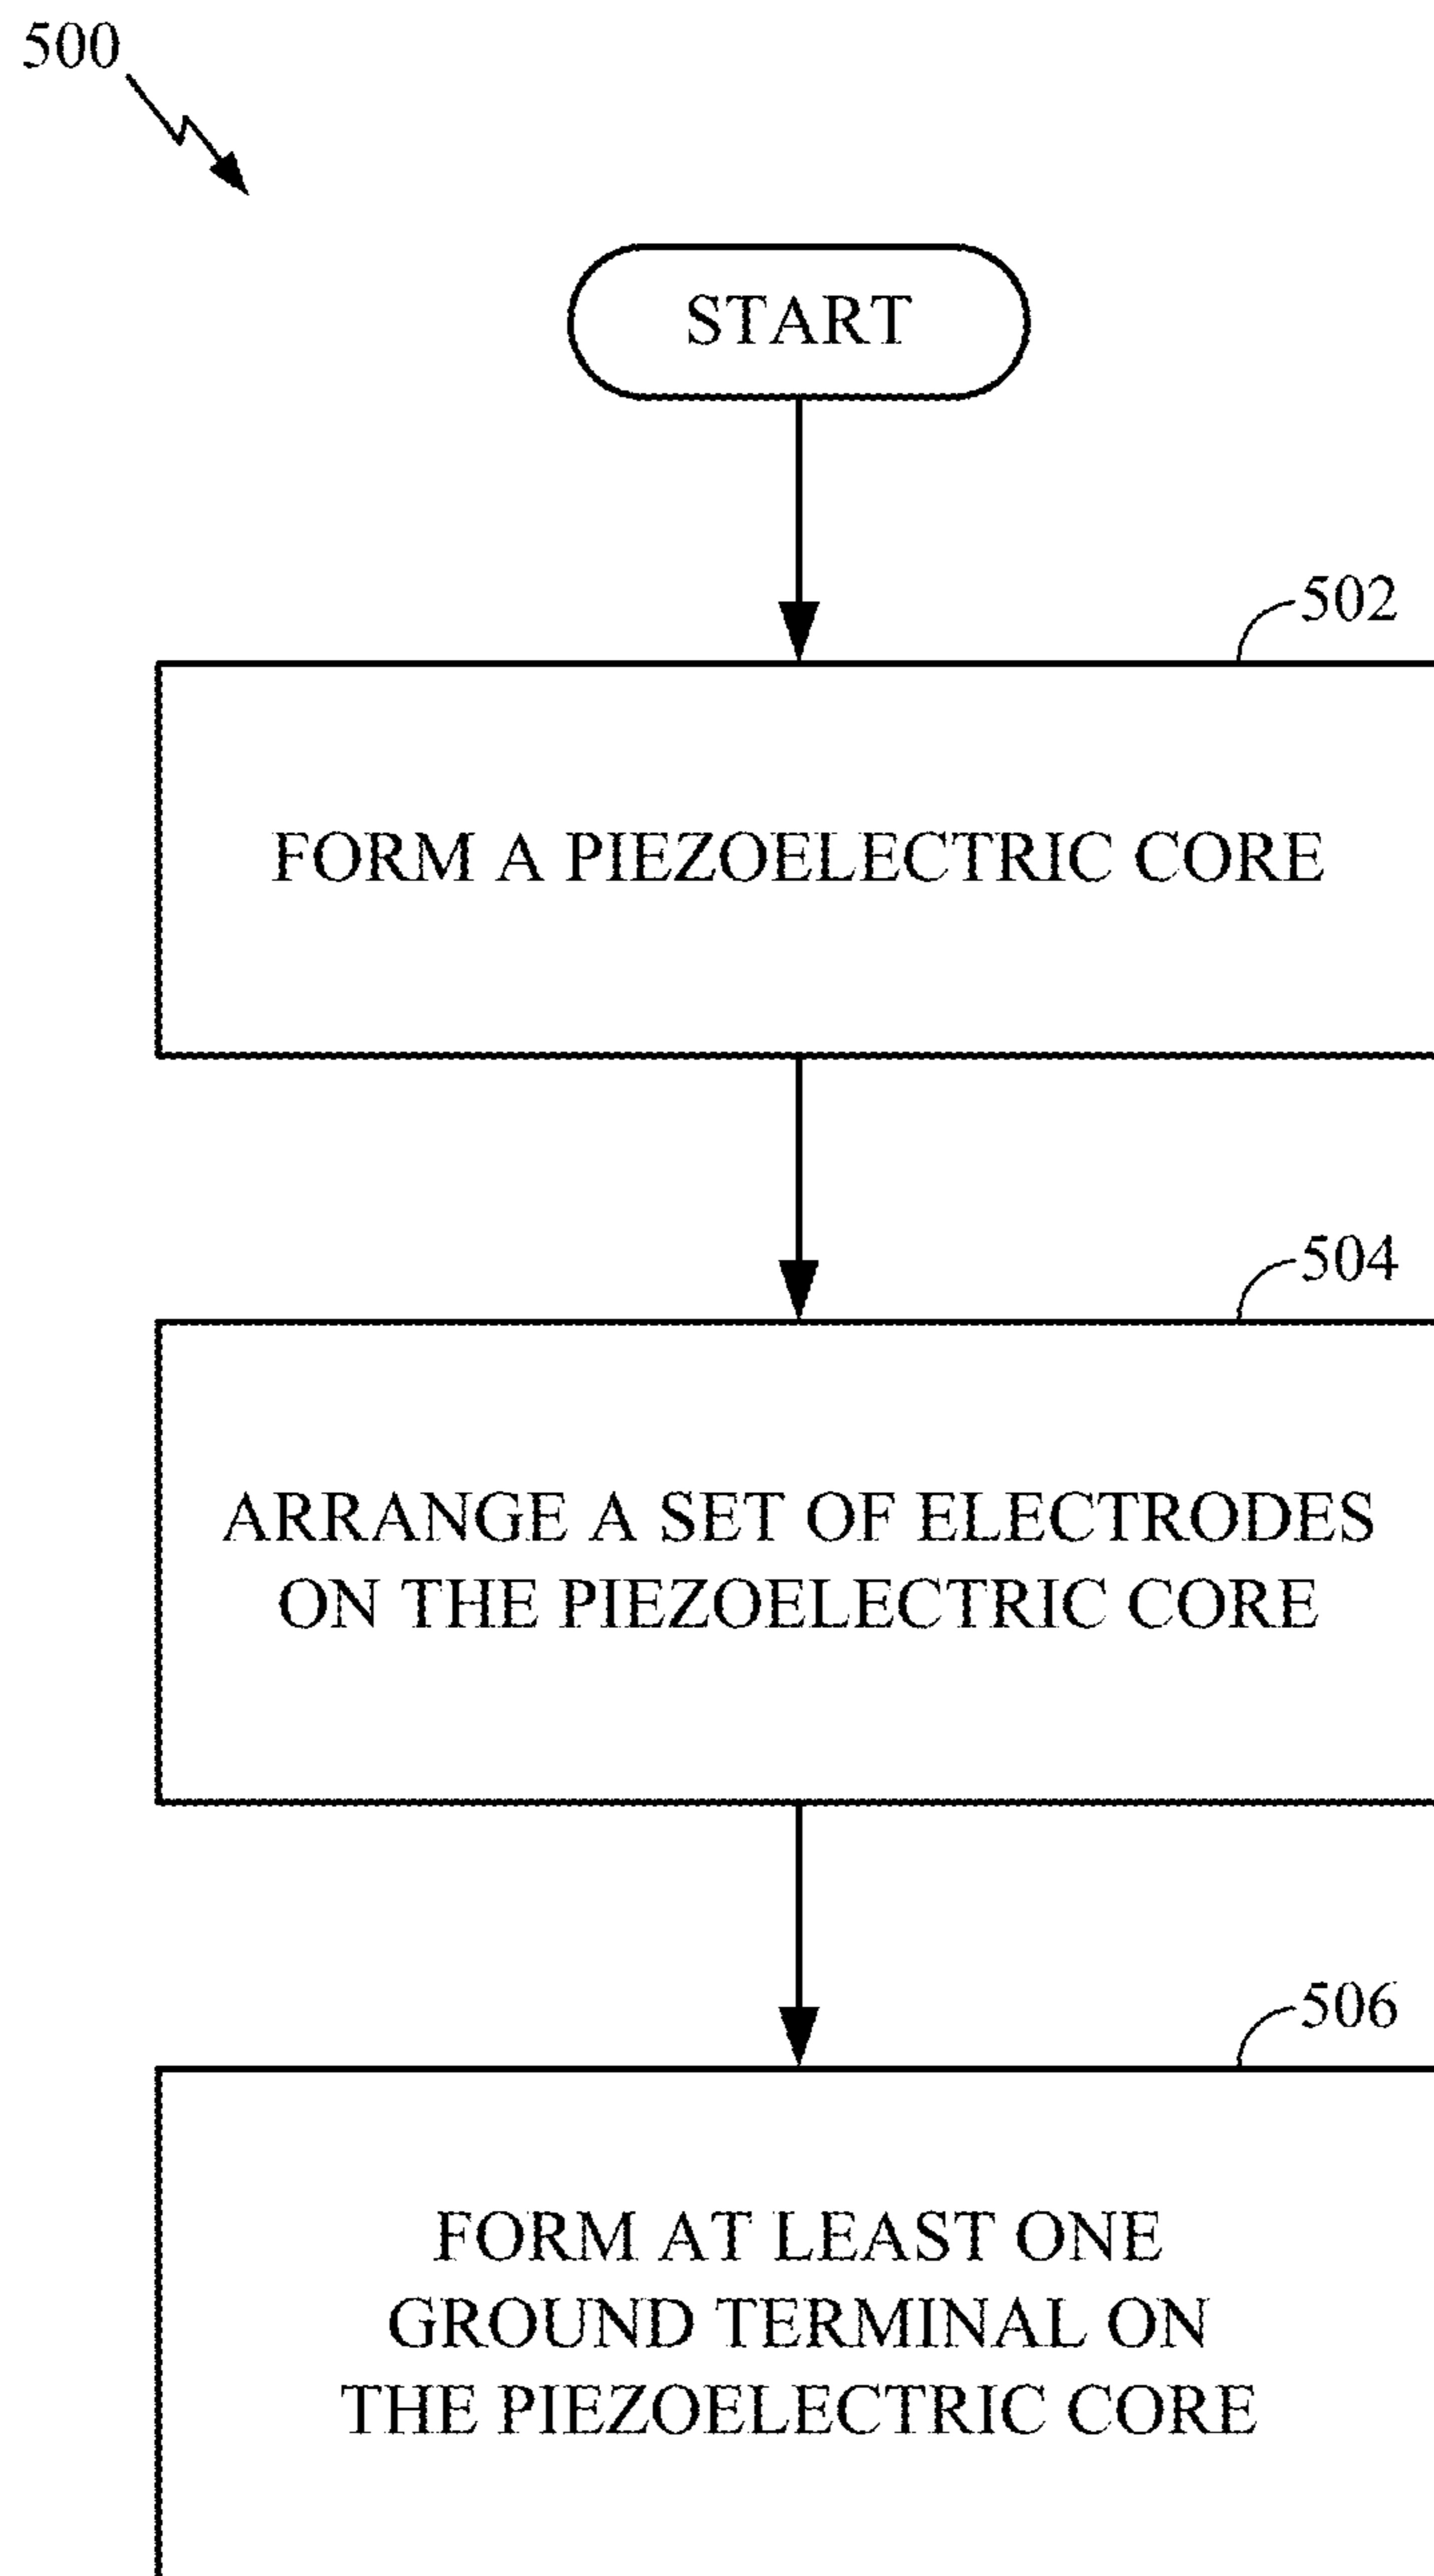 500
START
502
FORM A PIEZOELECTRIC CORE
504
ARRANGE A SET OF ELECTRODES
ON THE PIEZOELECTRIC CORE
506
FORM AT LEAST ONE
GROUND TERMINAL ON
THE PIEZOELECTRIC CORE